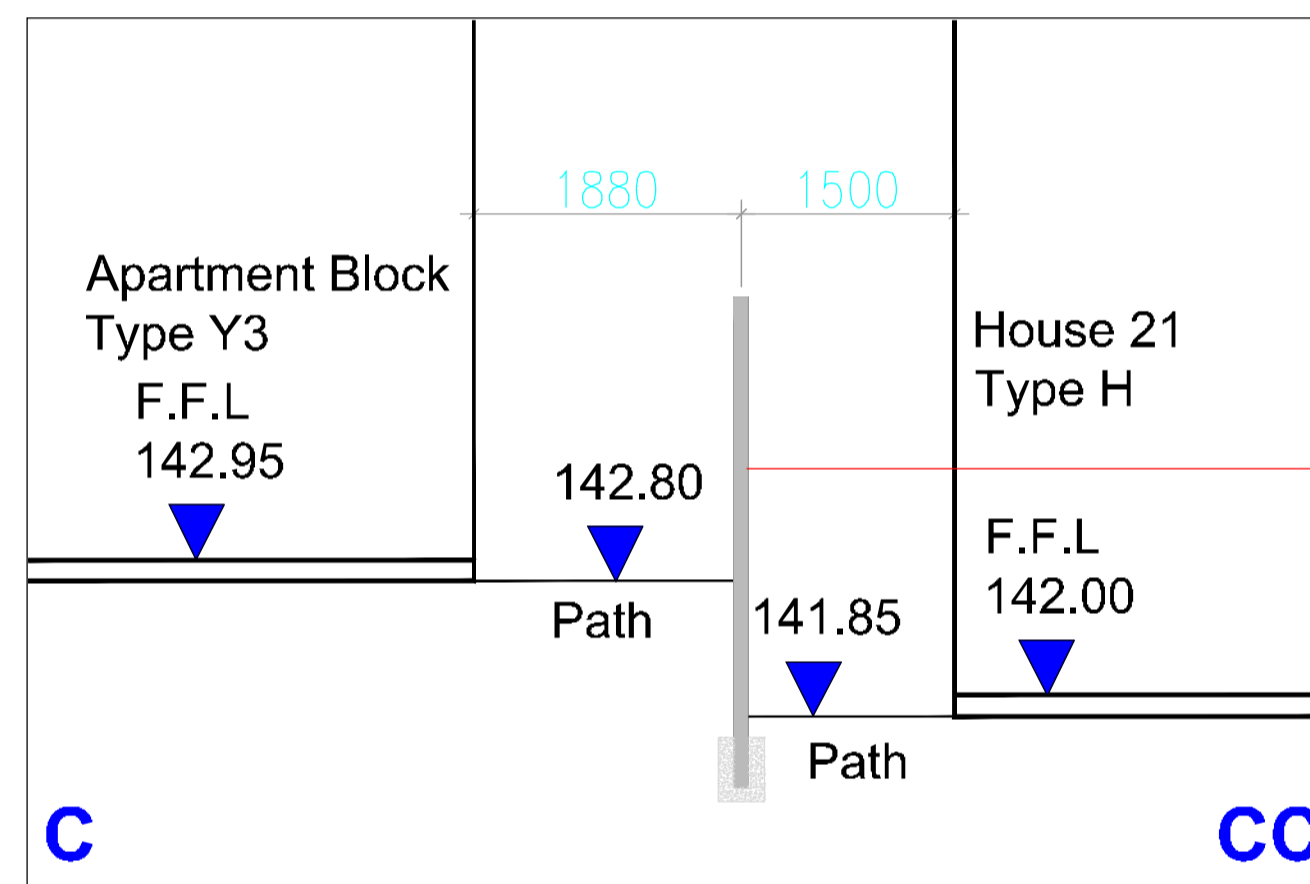 1880
1500
Apartment Block
Type Y3
F.F.L
142.95
House 21
Type H
142.80
Path
F.F.L
142.00
141.85
Path
C
CC